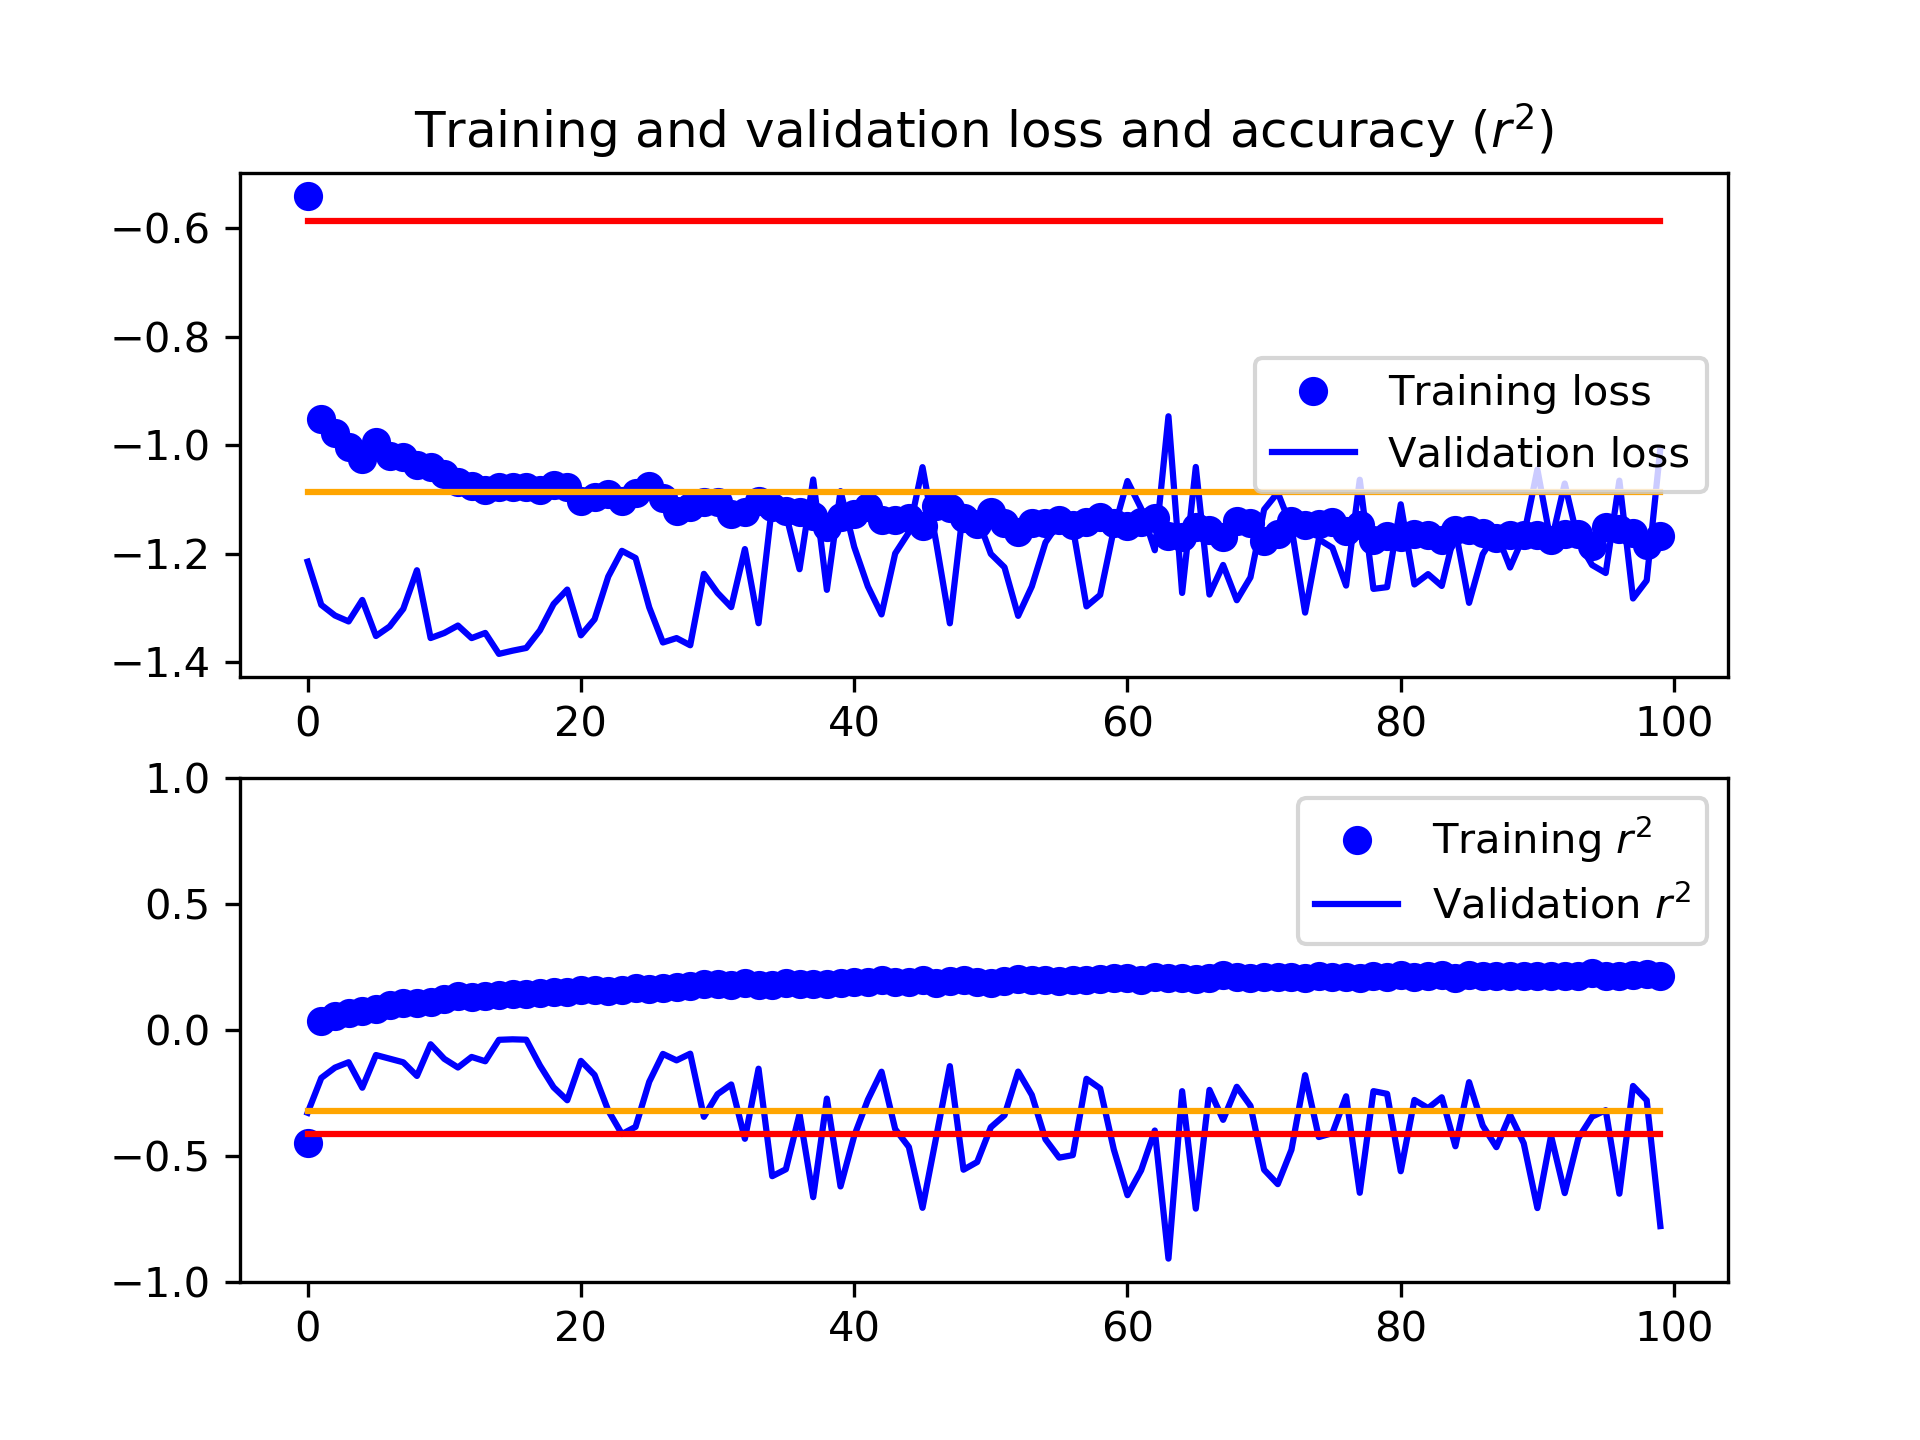 Training and validation loss and accuracy (r²)
−0.6
−0.8
−1.0
−1.2
−1.4
Training loss
Validation loss
0 20 40 60 80 100
1.0
0.5
0.0
−0.5
−1.0
Training r²
Validation r²
0 20 40 60 80 100